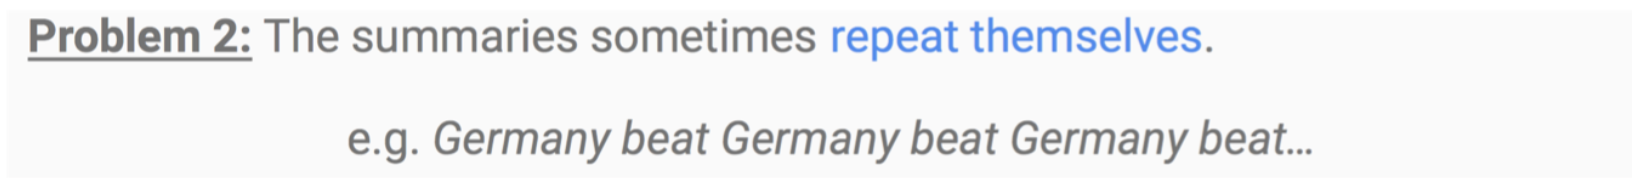 Problem 2: The summaries sometimes repeat themselves.
e.g. Germany beat Germany beat Germany beat...